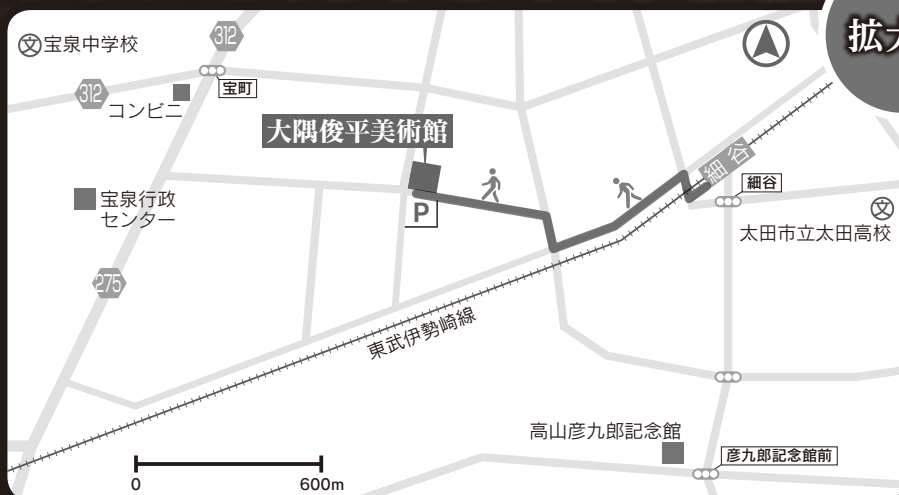 拡大
文宝泉中学校
312
312
宝町
コンビニ
大隅俊平美術館
宝泉行政
センター
P
細谷
細谷
文
太田市立太田高校
275
東武伊勢崎線
高山彦九郎記念館
彦九郎記念館前
0 600m